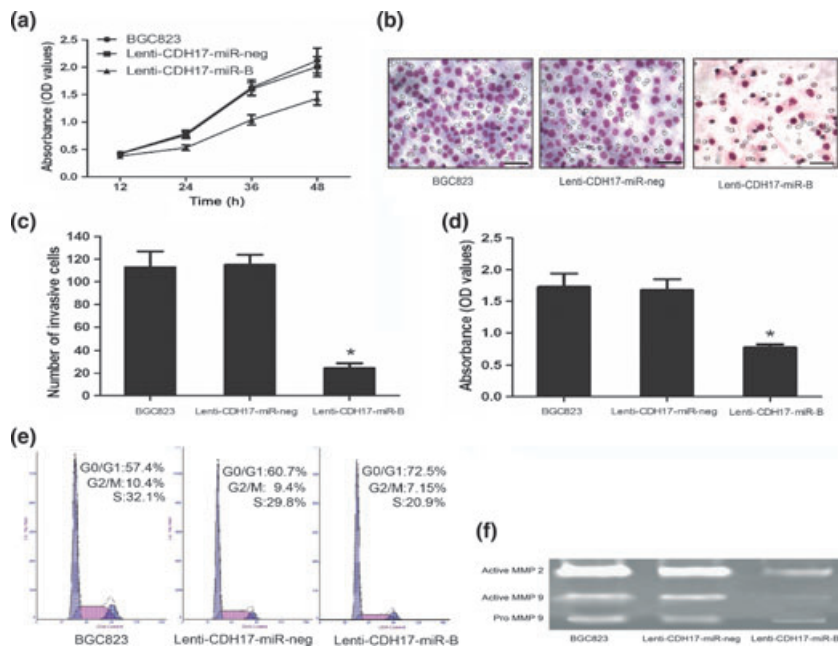 (a)
BGC823
Lenti-CDH17-miR-neg
Lenti-CDH17-miR-B
Absorbance (OD values)
2.5
2.0
1.5
1.0
0.5
0.0
12 24 36 48
Time (h)
(b)
BGC823 Lenti-CDH17-miR-neg Lenti-CDH17-miR-B
(c)
Number of invasive cells
140
120
100
80
60
40
20
0
*
BGC823 Lenti-CDH17-miR-neg Lenti-CDH17-miR-B
(d)
Absorbance (OD values)
2.5
2.0
1.5
1.0
0.5
0.0
*
BGC823 Lenti-CDH17-miR-neg Lenti-CDH17-miR-B
(e)
G0/G1:57.4%
G2/M: 10.4%
S:32.1%
G0/G1:60.7%
G2/M: 9.4%
S:29.8%
G0/G1:72.5%
G2/M:7.15%
S:20.9%
BGC823 Lenti-CDH17-miR-neg Lenti-CDH17-miR-B
(f)
Active MMP 2
Active MMP 9
Pro MMP 9
BGC823 Lenti-CDH17-miR-neg Lenti-CDH17-miR-B